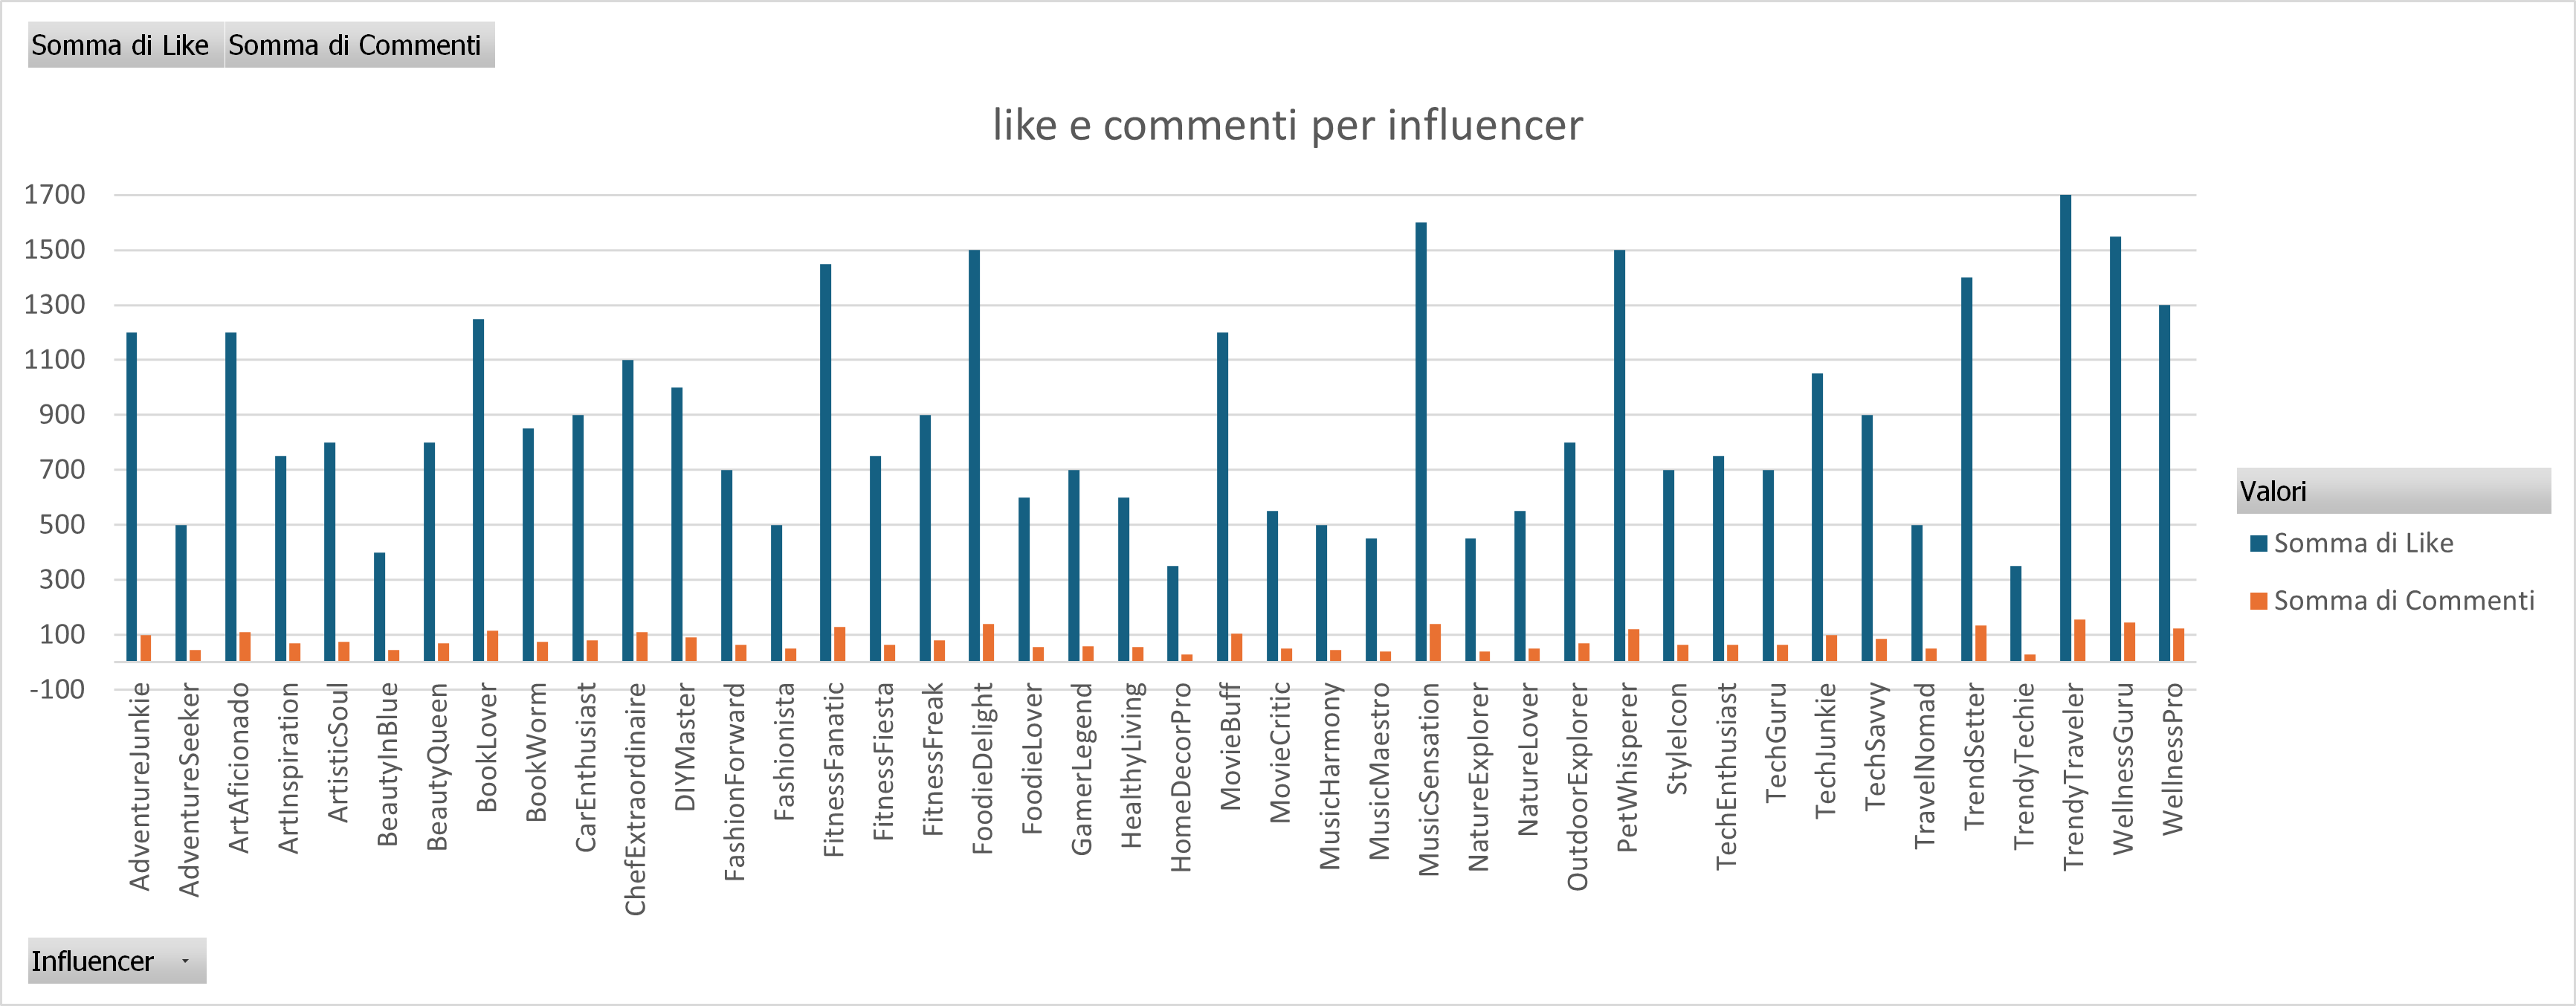 Somma di Like Somma di Commenti
like e commenti per influencer
1700
1500
1300
1100
900
700
500
300
100
-100
AdventureJunkie
AdventureSeeker
ArtAficionado
ArtInspiration
ArtisticSoul
BeautyInBlue
BeautyQueen
BookLover
BookWorm
CarEnthusiast
ChefExtraordinaire
DIYMaster
FashionForward
Fashionista
FitnessFanatic
FitnessFiesta
FitnessFreak
FoodieDelight
FoodieLover
GamerLegend
HealthyLiving
HomeDecorPro
MovieBuff
MovieCritic
MusicHarmony
MusicMaestro
MusicSensation
NatureExplorer
NatureLover
OutdoorExplorer
PetWhisperer
StyleIcon
TechEnthusiast
TechGuru
TechJunkie
TechSavvy
TravelNomad
TrendSetter
TrendyTechie
TrendyTraveler
WellnessGuru
WellnessPro
Valori
Somma di Like
Somma di Commenti
Influencer